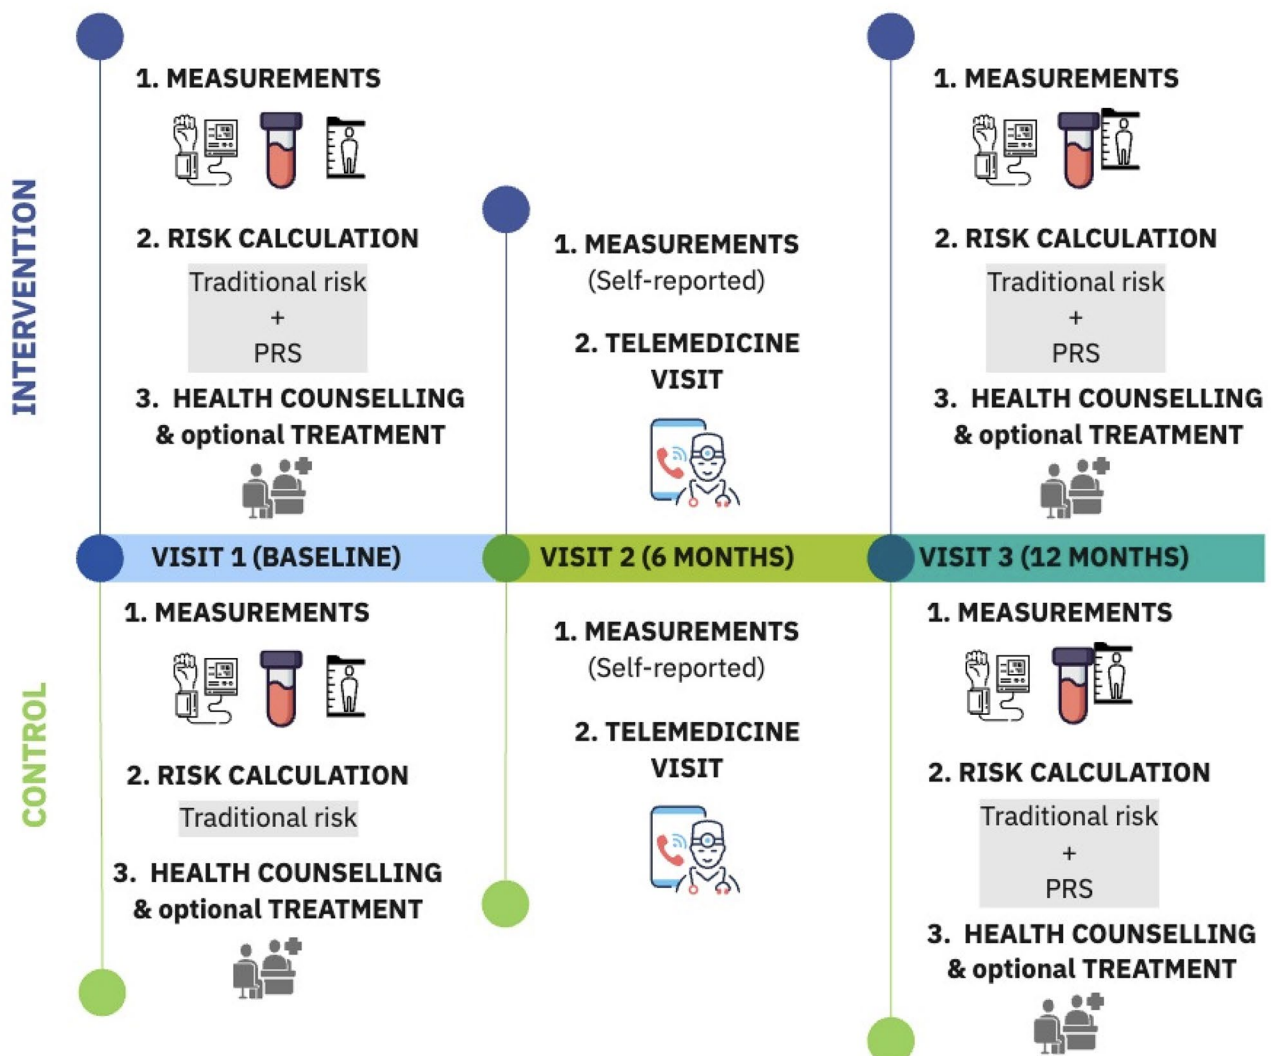 INTERVENTION
1. MEASUREMENTS
2. RISK CALCULATION
Traditional risk
+
PRS
3. HEALTH COUNSELLING
& optional TREATMENT
1. MEASUREMENTS
(Self-reported)
2. TELEMEDICINE
VISIT
1. MEASUREMENTS
2. RISK CALCULATION
Traditional risk
+
PRS
3. HEALTH COUNSELLING
& optional TREATMENT
VISIT 1 (BASELINE)
VISIT 2 (6 MONTHS)
VISIT 3 (12 MONTHS)
CONTROL
1. MEASUREMENTS
2. RISK CALCULATION
Traditional risk
3. HEALTH COUNSELLING
& optional TREATMENT
1. MEASUREMENTS
(Self-reported)
2. TELEMEDICINE
VISIT
1. MEASUREMENTS
2. RISK CALCULATION
Traditional risk
+
PRS
3. HEALTH COUNSELLING
& optional TREATMENT